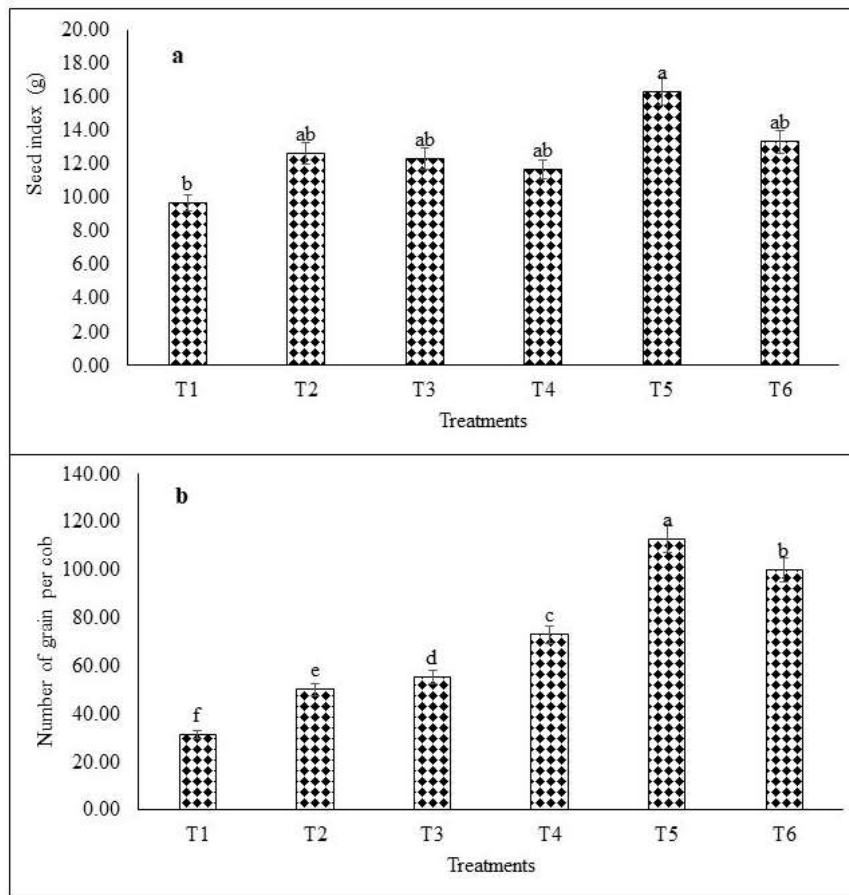 20.00
18.00
16.00
14.00
12.00
10.00
8.00
6.00
4.00
2.00
0.00
Seed index (g)
a
b
ab
ab
ab
a
ab
T1 T2 T3 T4 T5 T6
Treatments
140.00
120.00
100.00
80.00
60.00
40.00
20.00
0.00
Number of grain per cob
b
f
e
d
c
a
b
T1 T2 T3 T4 T5 T6
Treatments